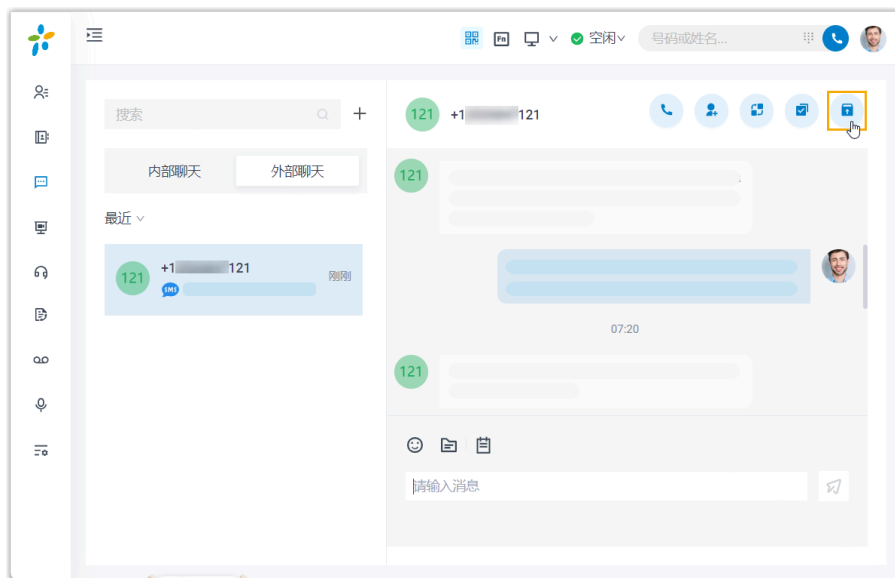 Fn
空闲
号码或姓名...
搜索
121
+1 121
内部聊天
外部聊天
121
最近
121
+1 121
SMS
刚刚
07:20
121
请输入消息